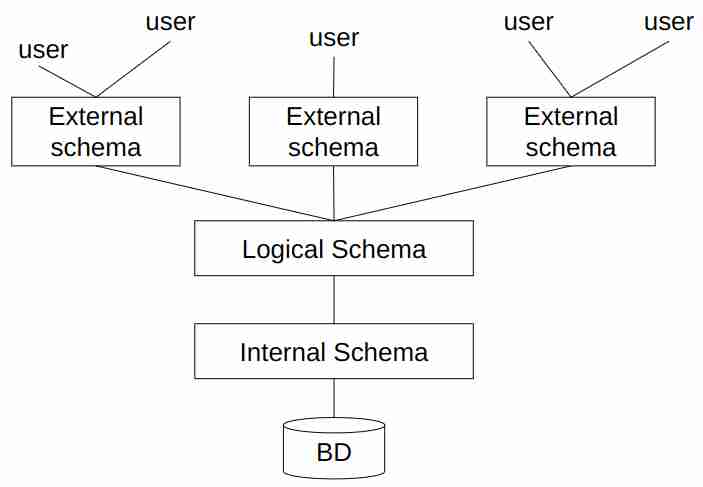 user
user
user
user
user
External
schema
External
schema
External
schema
Logical Schema
Internal Schema
BD